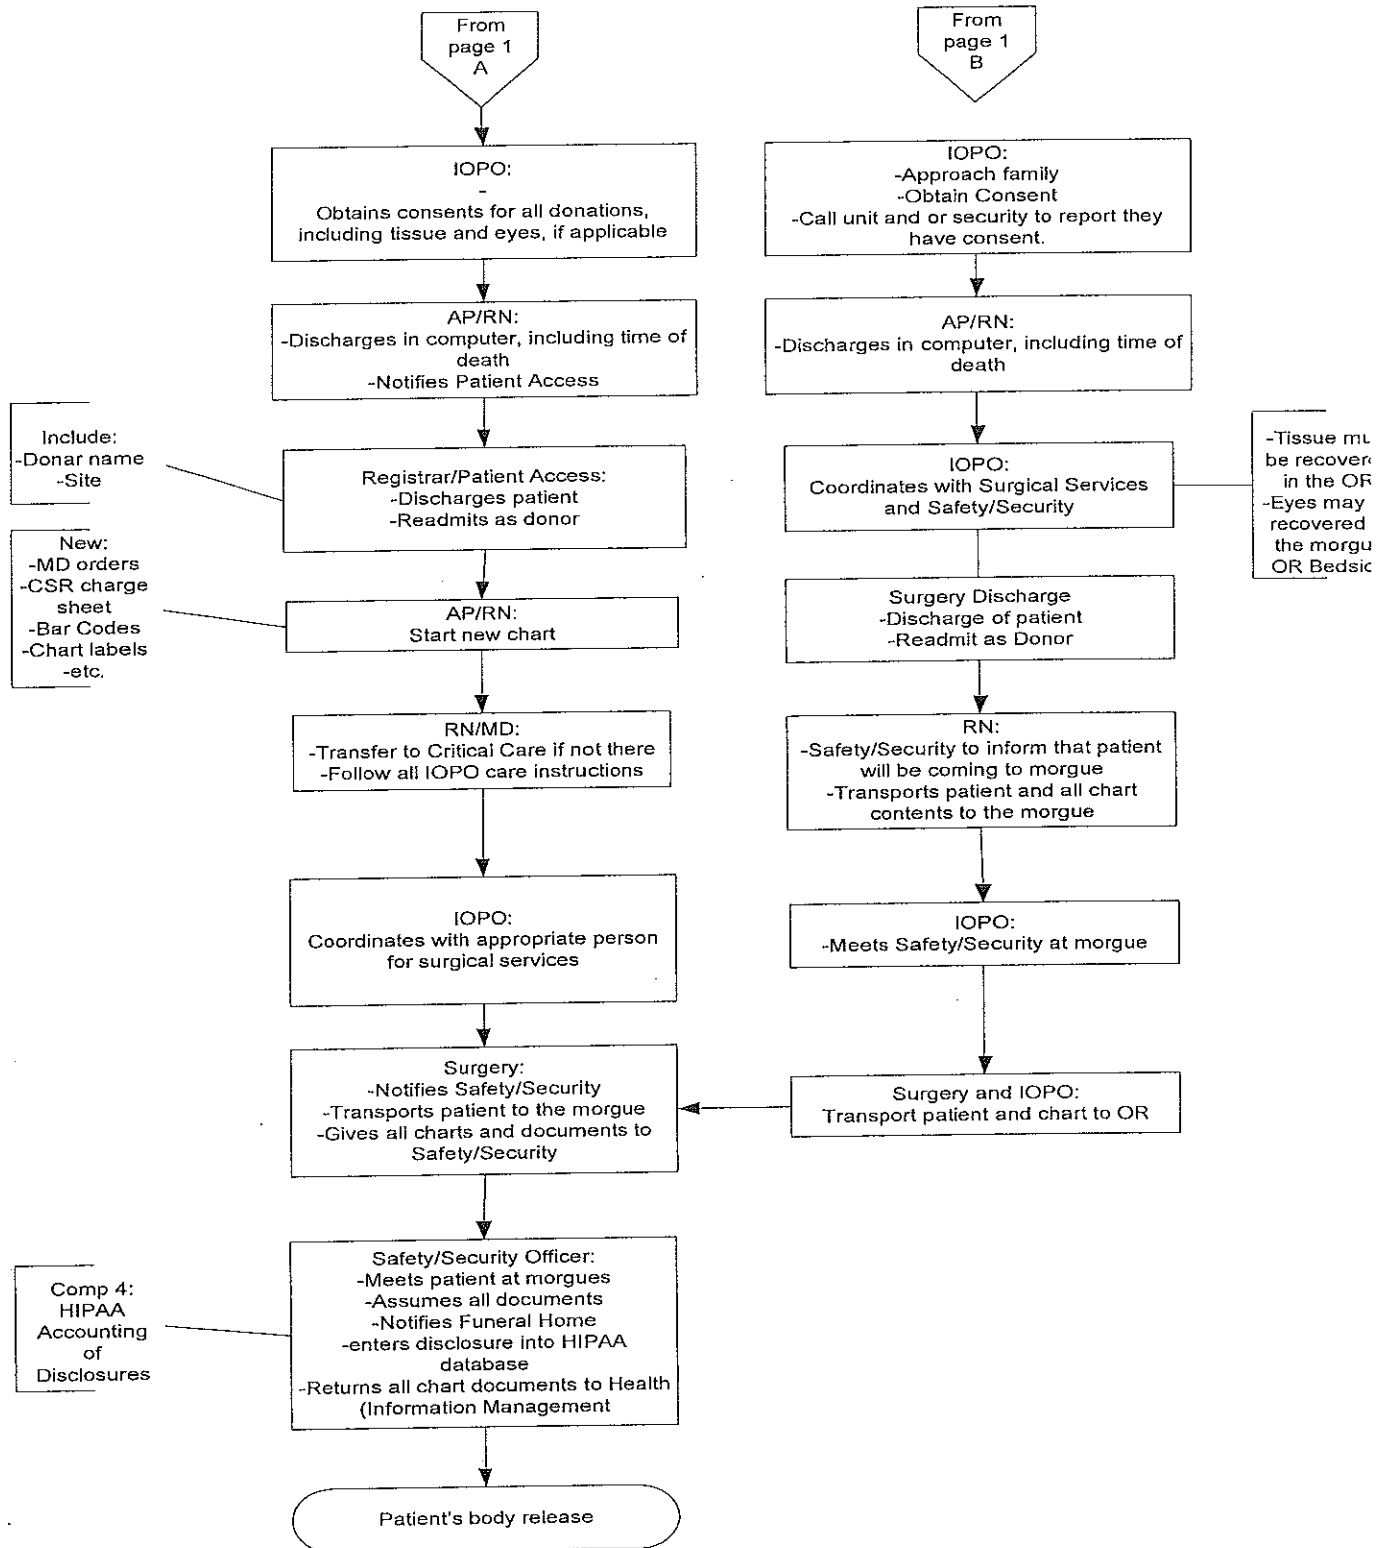 From
page 1
A
IOPO:
-
Obtains consents for all donations,
including tissue and eyes, if applicable
AP/RN:
-Discharges in computer, including time of
death
-Notifies Patient Access
Include:
-Donar name
-Site
Registrar/Patient Access:
-Discharges patient
-Readmits as donor
New:
-MD orders
-CSR charge
sheet
-Bar Codes
-Chart labels
-etc.
AP/RN:
Start new chart
RN/MD:
-Transfer to Critical Care if not there
-Follow all IOPO care instructions
IOPO:
Coordinates with appropriate person
for surgical services
Surgery:
-Notifies Safety/Security
-Transports patient to the morgue
-Gives all charts and documents to
Safety/Security
Comp 4:
HIPAA
Accounting
of
Disclosures
Safety/Security Officer:
-Meets patient at morgues
-Assumes all documents
-Notifies Funeral Home
-enters disclosure into HIPAA
database
-Returns all chart documents to Health
(Information Management
Patient's body release
From
page 1
B
IOPO:
-Approach family
-Obtain Consent
-Call unit and or security to report they
have consent.
AP/RN:
-Discharges in computer, including time of
death
IOPO:
Coordinates with Surgical Services
and Safety/Security
-Tissue
be
in the OR
-Eyes may
recovered
the
OR
Surgery Discharge
-Discharge of patient
-Readmit as Donor
RN:
-Safety/Security to inform that patient
will be coming to morgue
-Transports patient and all chart
contents to the morgue
IOPO:
-Meets Safety/Security at morgue
Surgery and IOPO:
Transport patient and chart to OR